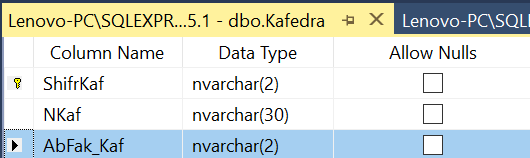 Lenovo-PC\SQLEXPR...5.1 - dbo.Kafedra Lenovo-PC\SQL
Column Name Data Type Allow Nulls
ShifrKaf nvarchar(2)
NKaf nvarchar(30)
AbFak_Kaf nvarchar(2)